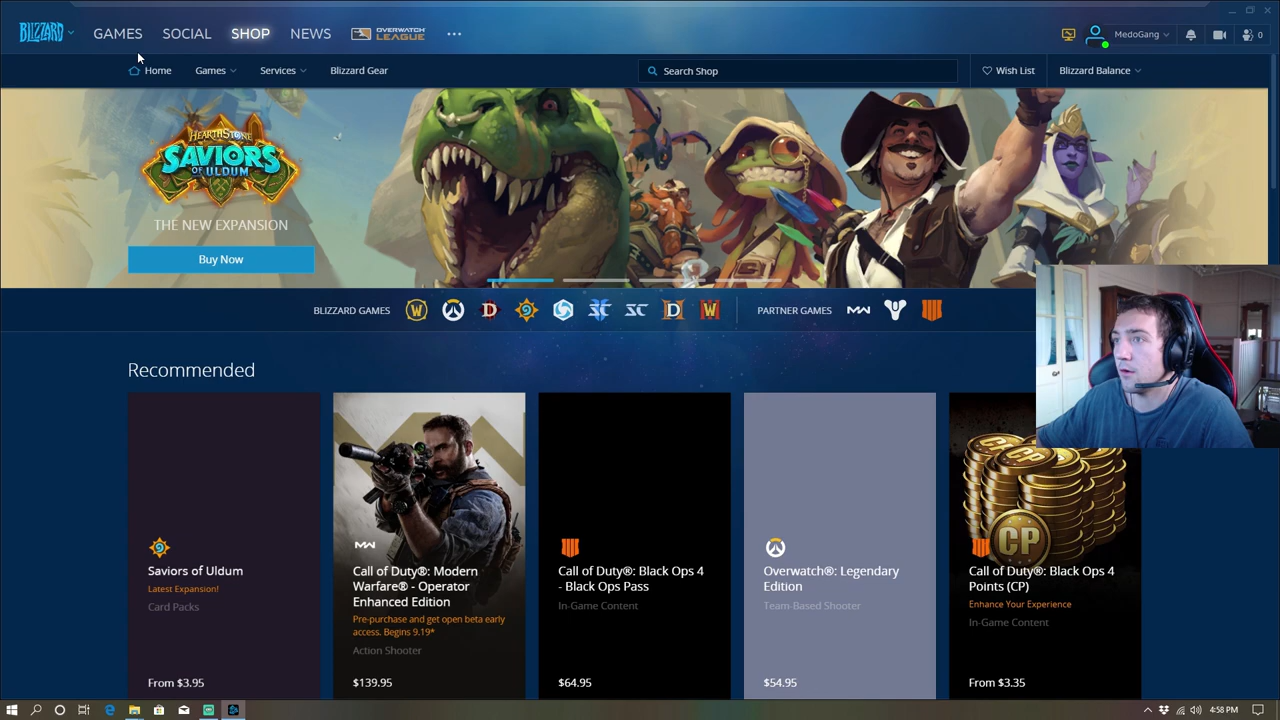 BLIZZARD
GAMES
SOCIAL
SHOP
NEWS
OVERWATCH
LEAGUE
MedoGang
0
Home
Games
Services
Blizzard Gear
Search Shop
Wish List
Blizzard Balance
HEARTHSTONE
SAVIORS
OF ULDUM
THE NEW EXPANSION
Buy Now
BLIZZARD GAMES
PARTNER GAMES
Recommended
Saviors of Uldum
Latest Expansion!
Card Packs
From $3.95
Call of Duty®: Modern
Warfare® - Operator
Enhanced Edition
Pre-purchase and get open beta early
access. Begins 9.19*
Action Shooter
$139.95
Call of Duty®: Black Ops 4
- Black Ops Pass
In-Game Content
$64.95
Overwatch®: Legendary
Edition
Team-Based Shooter
$54.95
CP
Call of Duty®: Black Ops 4
Points (CP)
Enhance Your Experience
In-Game Content
From $3.35
4:58 PM